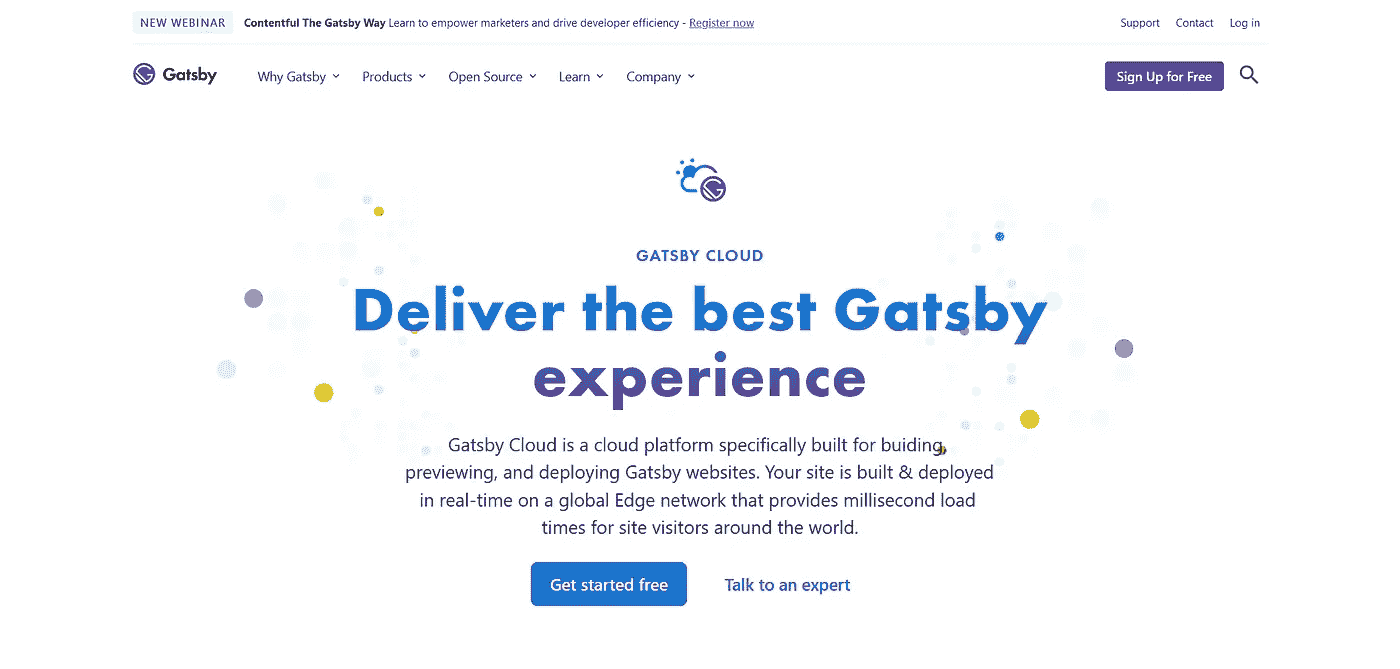 NEW WEBINAR Contentful The Gatsby Way Learn to empower marketers and drive developer efficiency - Register now Support Contact Log in
Gatsby Why Gatsby Products Open Source Learn Company Sign Up for Free
GATSBY CLOUD
Deliver the best Gatsby
experience
Gatsby Cloud is a cloud platform specifically built for buiding,
previewing, and deploying Gatsby websites. Your site is built & deployed
in real-time on a global Edge network that provides millisecond load
times for site visitors around the world.
Get started free Talk to an expert